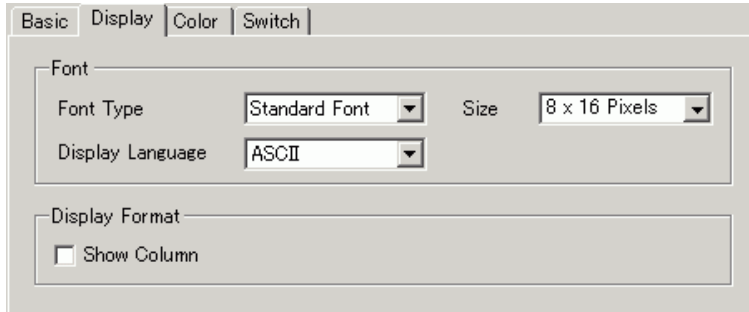 Basic Display Color Switch
Font
Font Type Standard Font Size 8 x 16 Pixels
Display Language ASCII
Display Format
Show Column